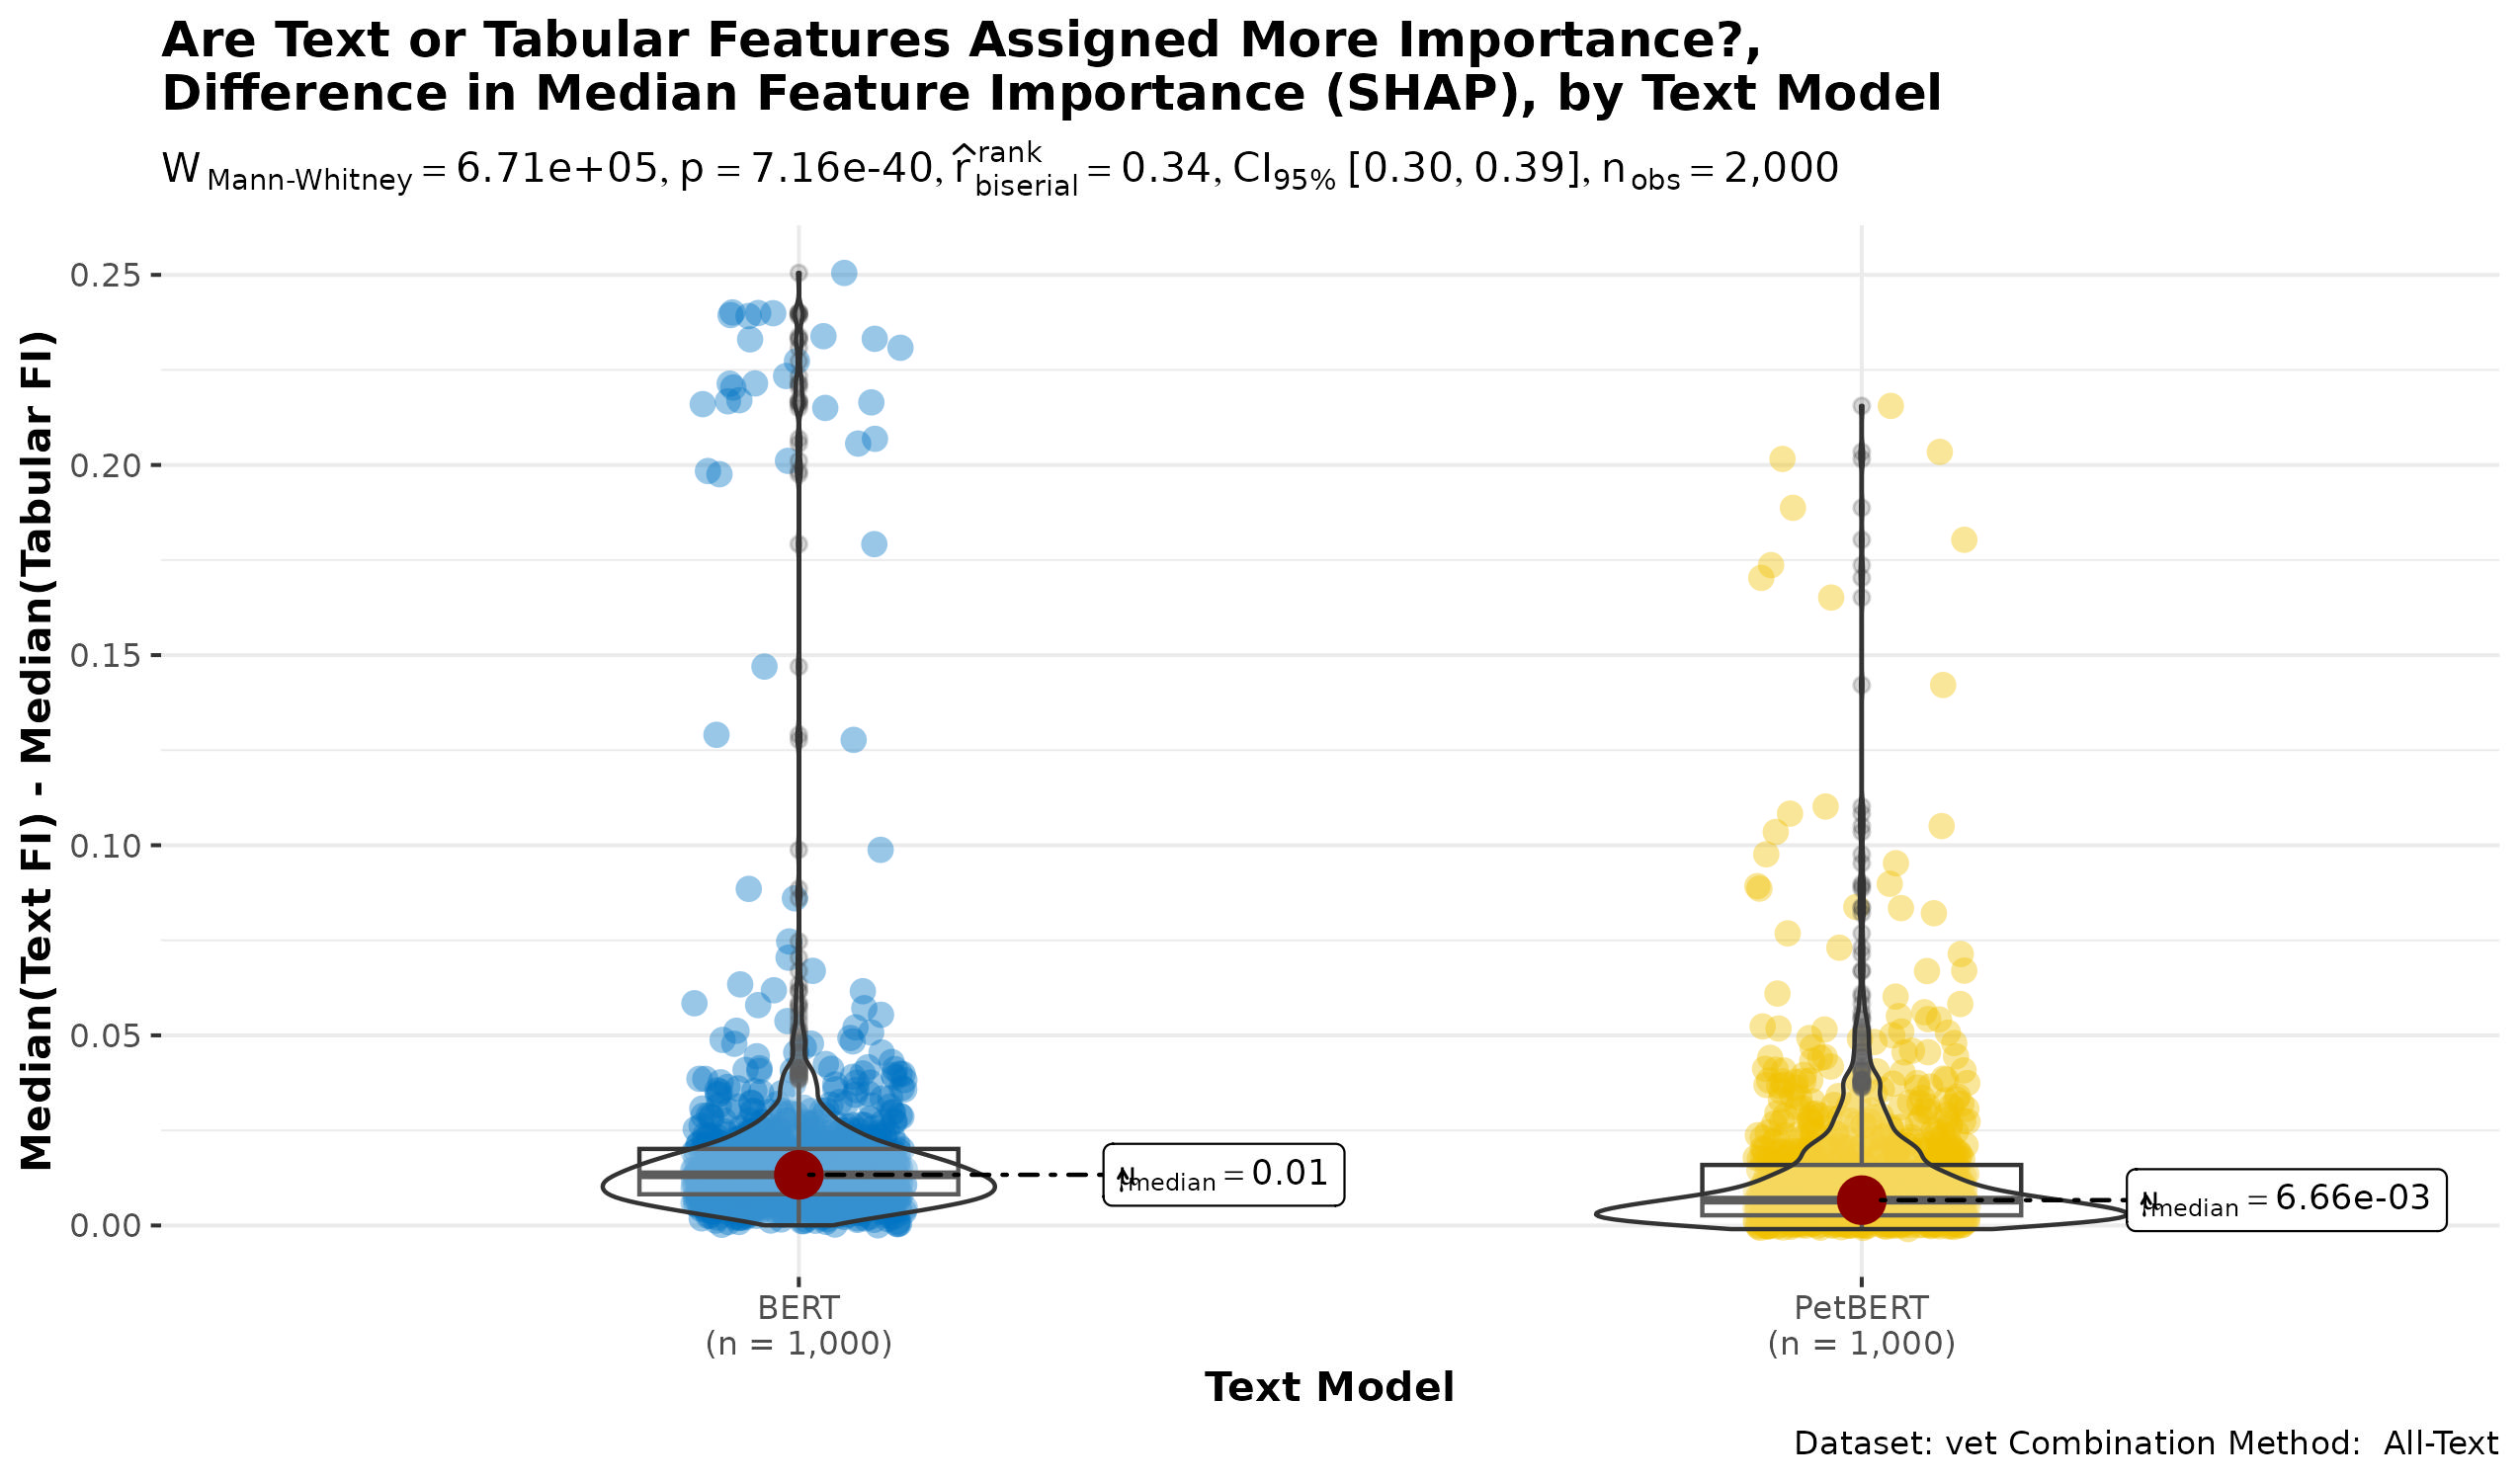 Are Text or Tabular Features Assigned More Importance?,
Difference in Median Feature Importance (SHAP), by Text Model
W Mann-Whitney = 6.71e+05, p = 7.16e-40, r̂ rank biserial = 0.34, CI95% [0.30, 0.39], n obs = 2,000
Median(Text FI) - Median(Tabular FI)
0.25
0.20
0.15
0.10
0.05
0.00
μ̂median = 0.01
μ̂median = 6.66e-03
BERT
(n = 1,000)
PetBERT
(n = 1,000)
Text Model
Dataset: vet Combination Method:  All-Text